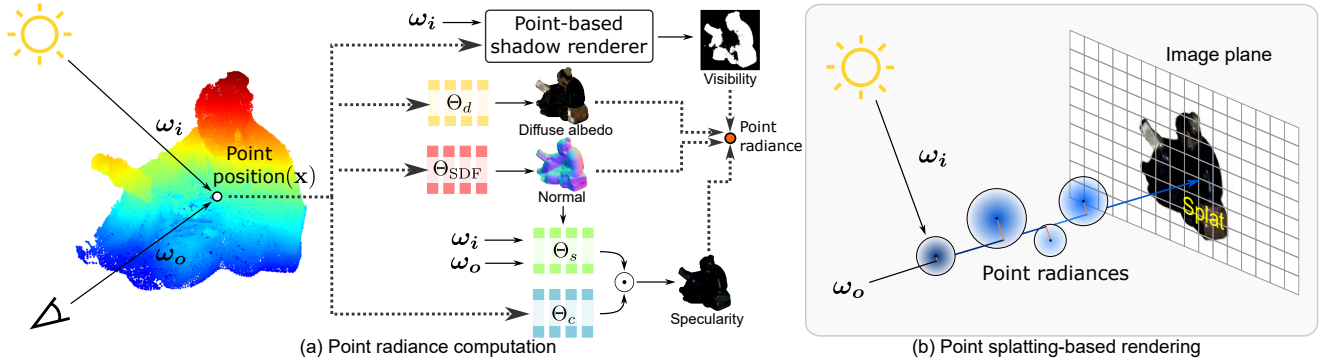 ω_i
Point-based
shadow renderer
Visibility
ω_i
Point
position(x)
ω_o
Θ_d
Diffuse albedo
Point
radiance
Θ_SDF
Normal
ω_i
ω_o
Θ_s
Θ_c
Specularity
(a) Point radiance computation
Image plane
ω_i
Splat
Point radiances
ω_o
(b) Point splatting-based rendering